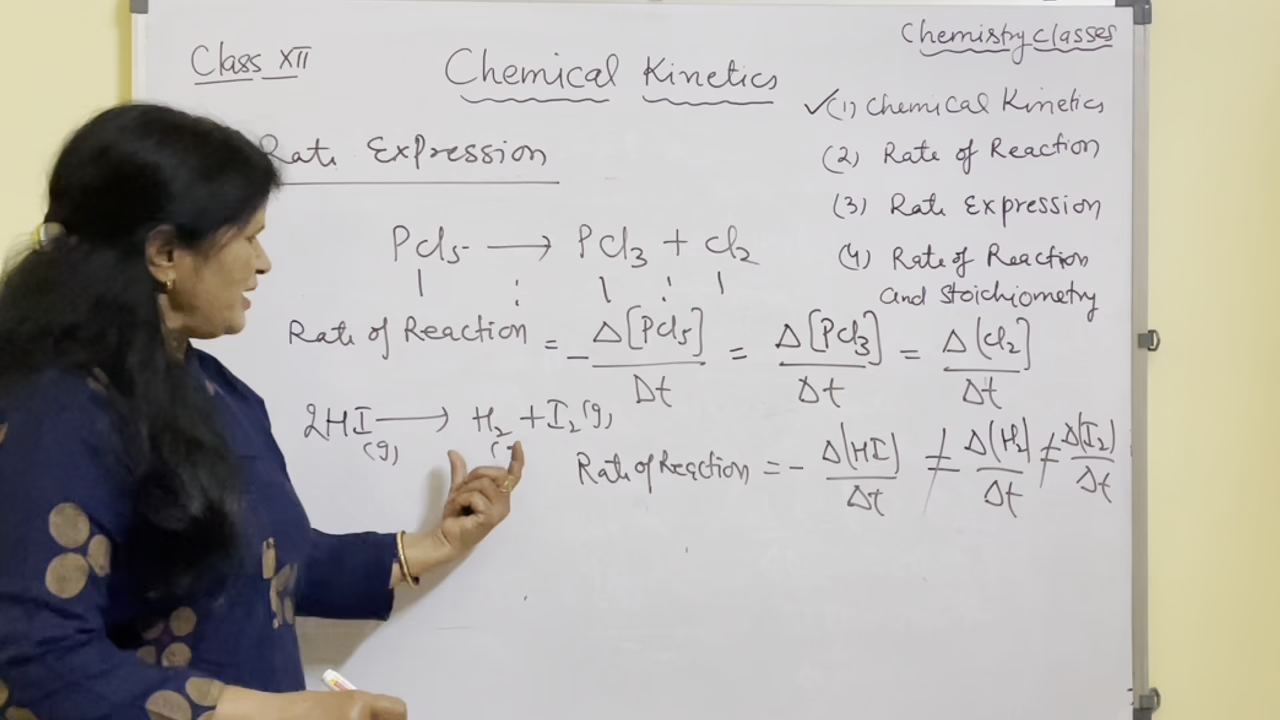 Chemistry classes
Class XII
Chemical Kinetics
✓(1) Chemical Kinetics
(2) Rate of Reaction
(3) Rate Expression
(4) Rate of Reaction
and Stoichiometry
Rate Expression
PCl5 ⟶ PCl3 + Cl2
1 : 1 : 1
Rate of Reaction = - Δ[PCl5]/Δt = Δ[PCl3]/Δt = Δ[Cl2]/Δt
2HI(g) ⟶ H2 + I2(g)
Rate of Reaction = - Δ[HI]/Δt ≠ Δ[H2]/Δt ≠ Δ[I2]/Δt